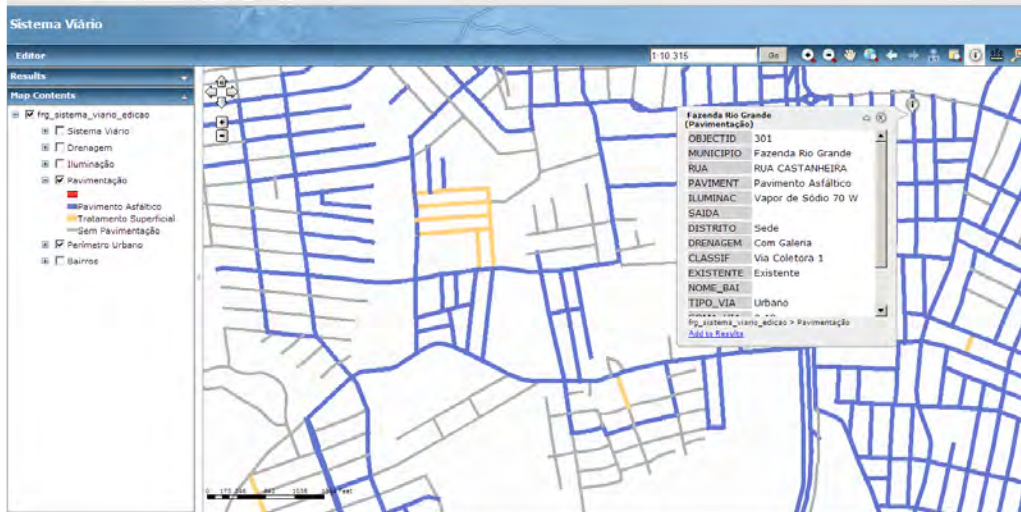 Sistema Viário
Editor
1:10 315
Go
Results
Map Contents
frg_sistema_viario_edicao
Sistema Viário
Drenagem
Iluminação
Pavimentação
Pavimento Asfáltico
Tratamento Superficial
Sem Pavimentação
Perímetro Urbano
Bairros
Fazenda Rio Grande
(Pavimentação)
OBJECTID 301
MUNICIPIO Fazenda Rio Grande
RUA RUA CASTANHEIRA
PAVIMENT Pavimento Asfáltico
ILUMINAC Vapor de Sódio 70 W
SAIDA
DISTRITO Sede
DRENAGEM Com Galeria
CLASSIF Via Coletora 1
EXISTENTE Existente
NOME_BAI
TIPO_VIA Urbano
frg_sistema_viario_edicao > Pavimentação
Add to Results